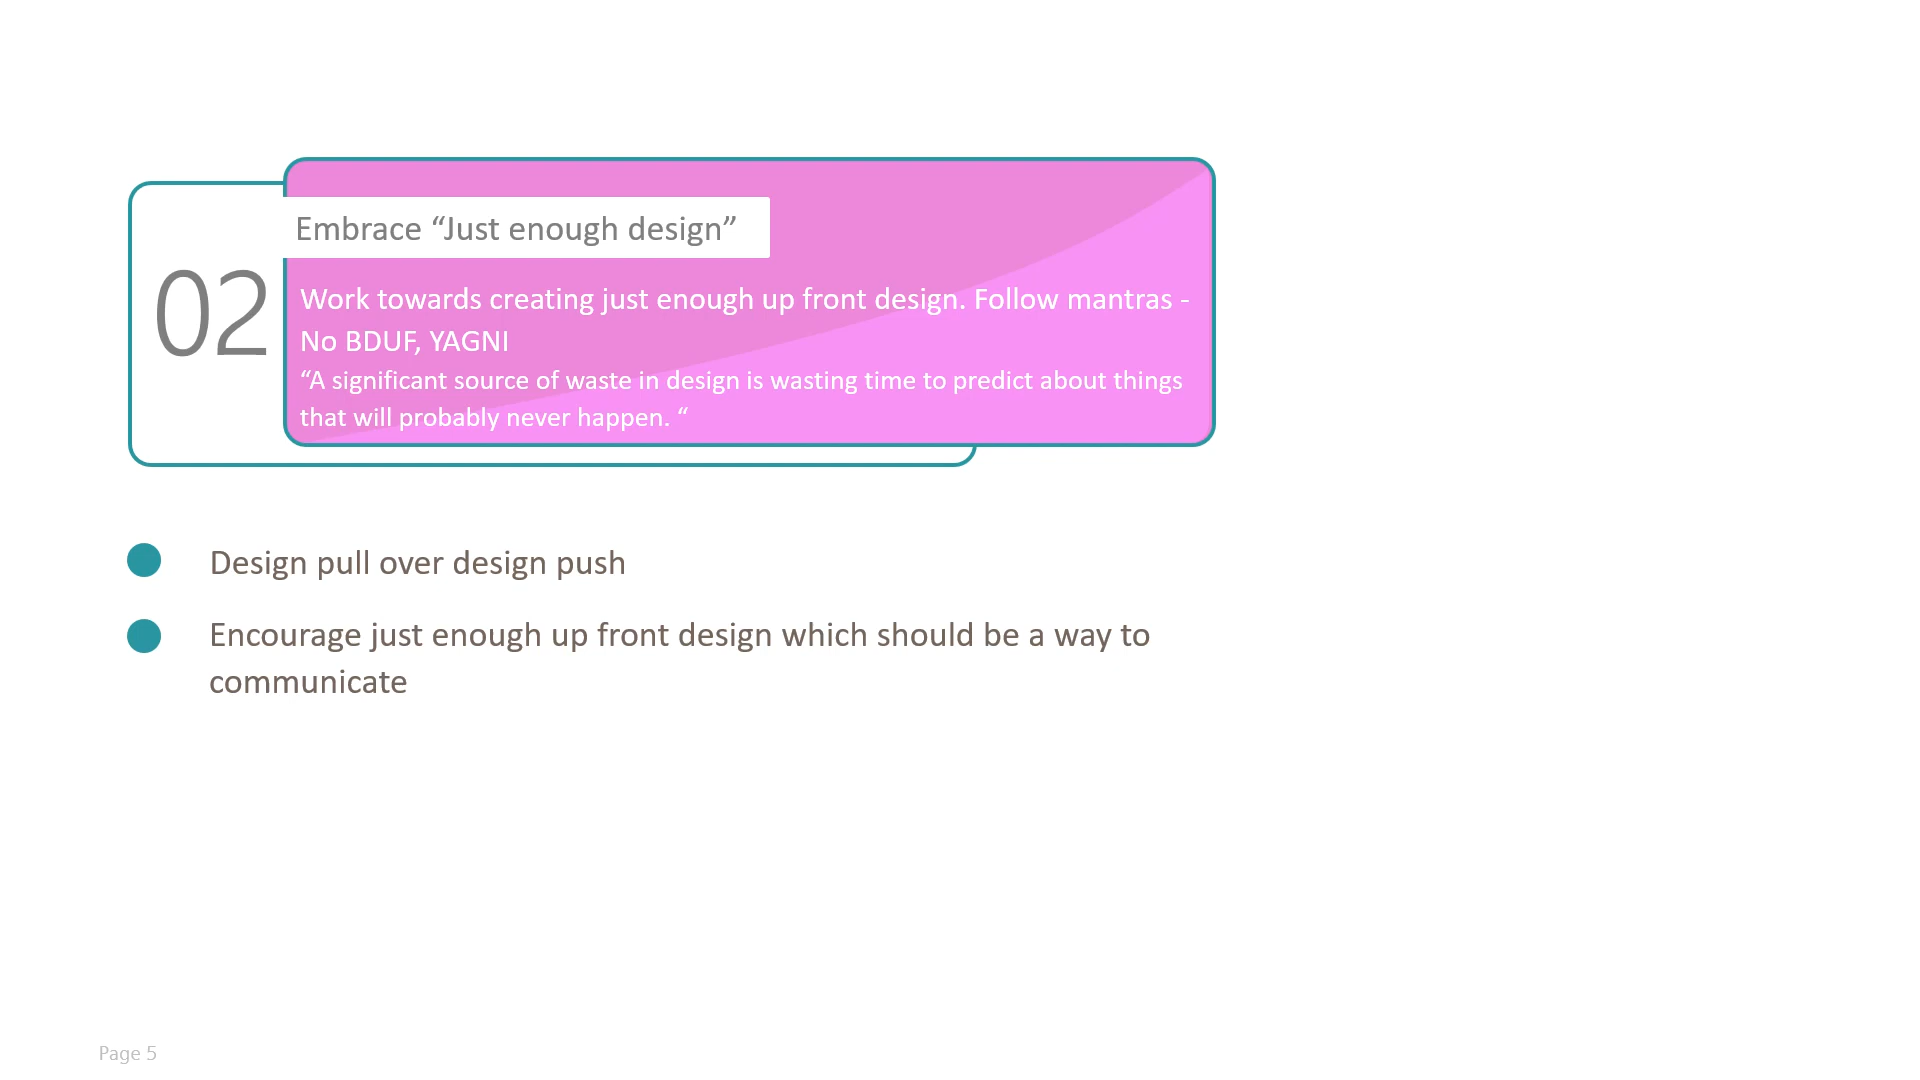 Embrace “Just enough design”
02
Work towards creating just enough up front design. Follow mantras -
No BDUF, YAGNI
“A significant source of waste in design is wasting time to predict about things
that will probably never happen. “
Design pull over design push
Encourage just enough up front design which should be a way to
communicate
Page 5